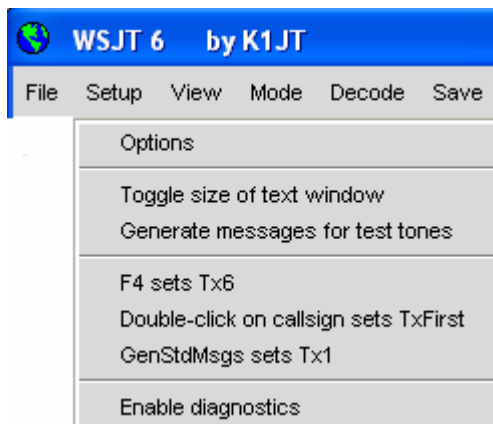 WSJT 6 by K1JT
File Setup View Mode Decode Save
Options
Toggle size of text window
Generate messages for test tones
F4 sets Tx6
Double-click on callsign sets TxFirst
GenStdMsgs sets Tx1
Enable diagnostics